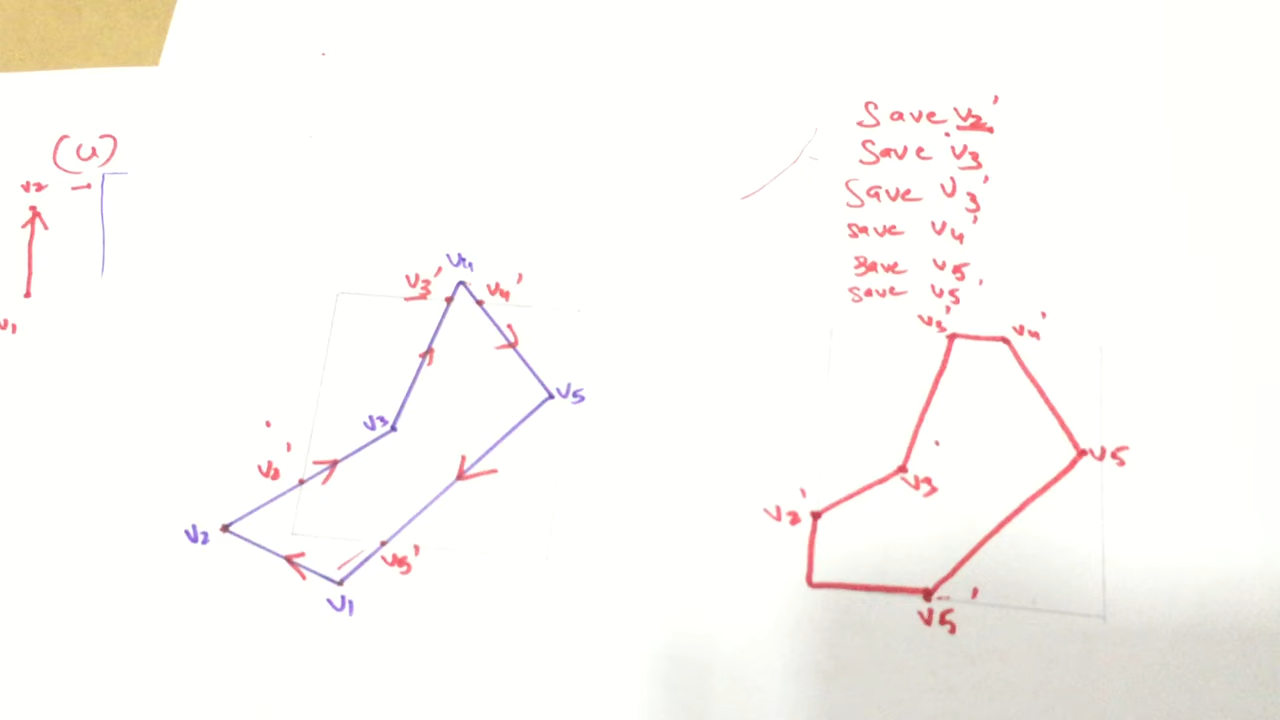 (u)
v2
v1
Save v2'
Save v3
Save v3'
save v4'
save v5
save v5'
v4
v3'
v4'
v5
v3
v2'
v2
v5'
v1
v3'
v4'
v5
v3
v2'
v5'